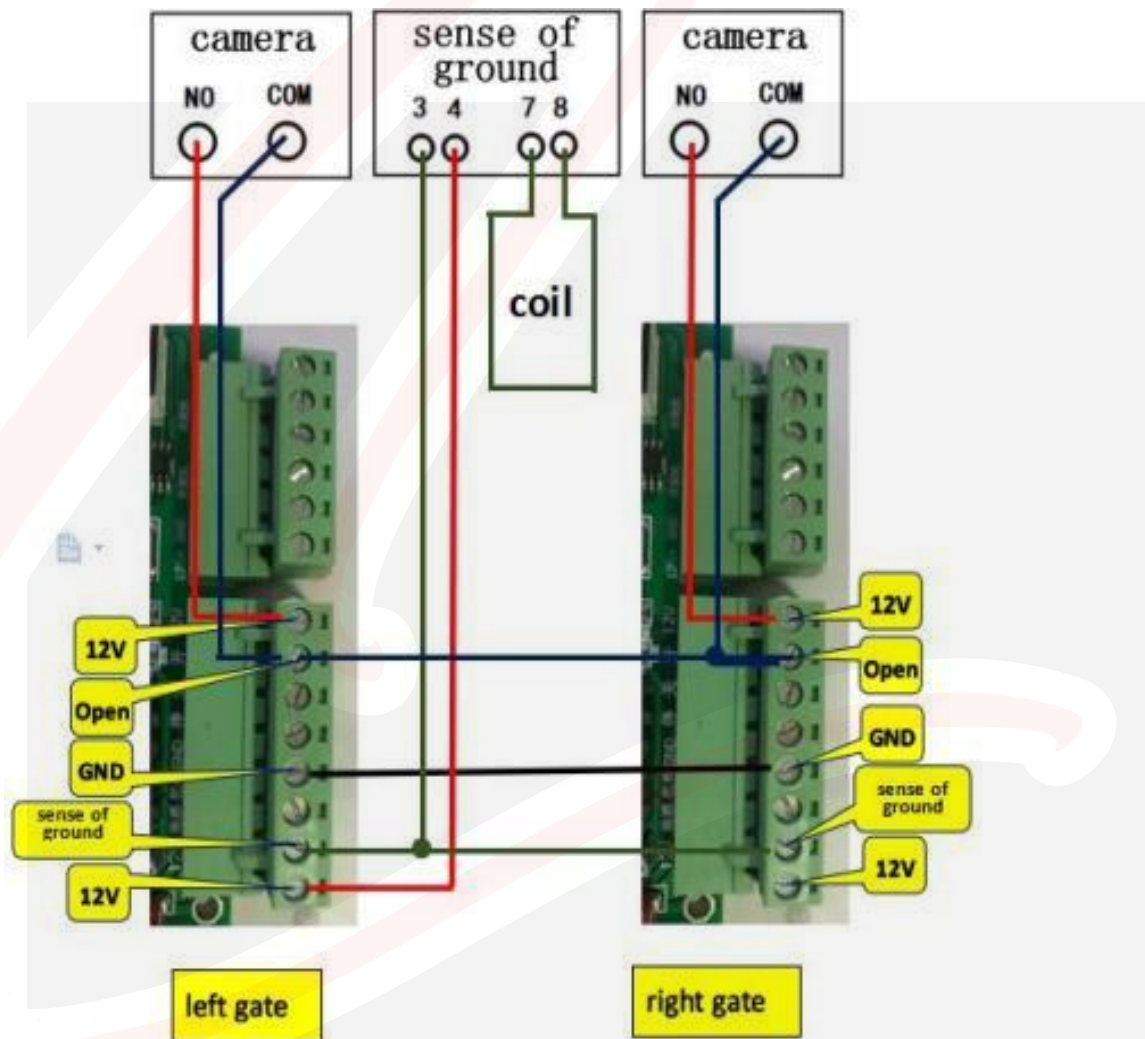 camera
NO COM
sense of
ground
3 4 7 8
camera
NO COM
coil
12V
Open
GND
sense of
ground
12V
12V
Open
GND
sense of
ground
12V
left gate
right gate